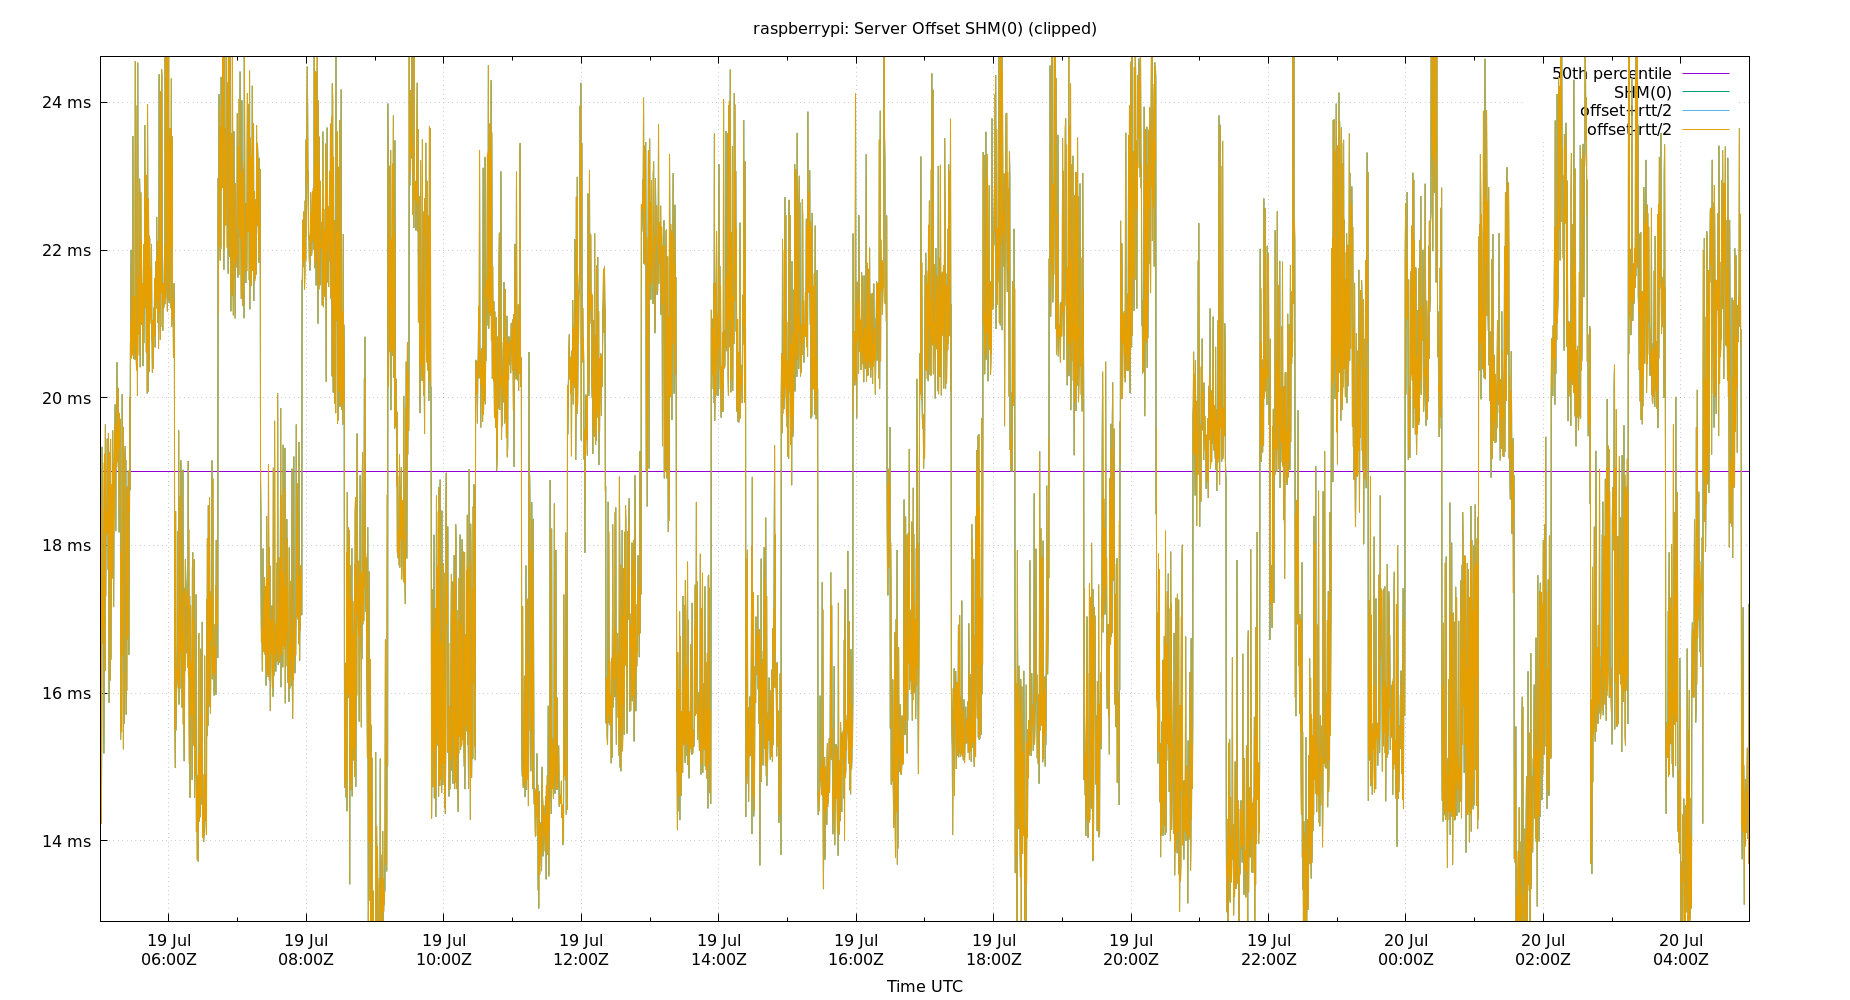 raspberrypi: Server Offset SHM(0) (clipped)
50th percentile
SHM(0)
offset+rtt/2
offset-rtt/2
24 ms
22 ms
20 ms
18 ms
16 ms
14 ms
19 Jul 19 Jul 19 Jul 19 Jul 19 Jul 19 Jul 19 Jul 19 Jul 19 Jul 20 Jul 20 Jul 20 Jul
06:00Z 08:00Z 10:00Z 12:00Z 14:00Z 16:00Z 18:00Z 20:00Z 22:00Z 00:00Z 02:00Z 04:00Z
Time UTC